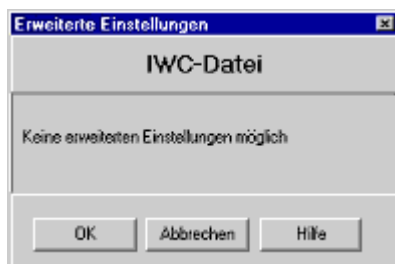 Erweiterte Einstellungen
IWC-Datei
Keine erweiterten Einstellungen möglich
OK Abbrechen Hilfe